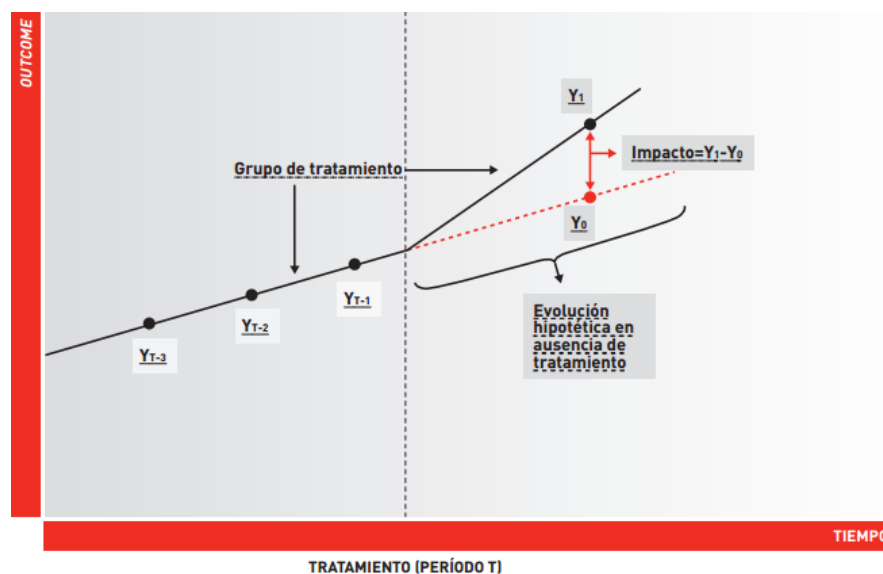 OUTCOME
Y1
Grupo de tratamiento
Impacto=Y1-Y0
Y0
YT-1
YT-2
YT-3
Evolución
hipotética en
ausencia de
tratamiento
TIEMPO
TRATAMIENTO (PERÍODO T)